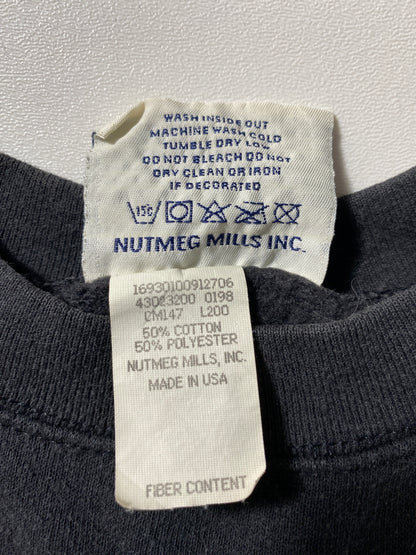 WASH INSIDE OUT
MACHINE WASH COLD
TUMBLE DRY LOW
DO NOT BLEACH DO NOT
DRY CLEAN OR IRON
IF DECORATED
15C
NUTMEG MILLS INC.
16930100912706
43023200 0198
CM147 L200
50% COTTON
50% POLYESTER
NUTMEG MILLS, INC.
MADE IN USA
FIBER CONTENT